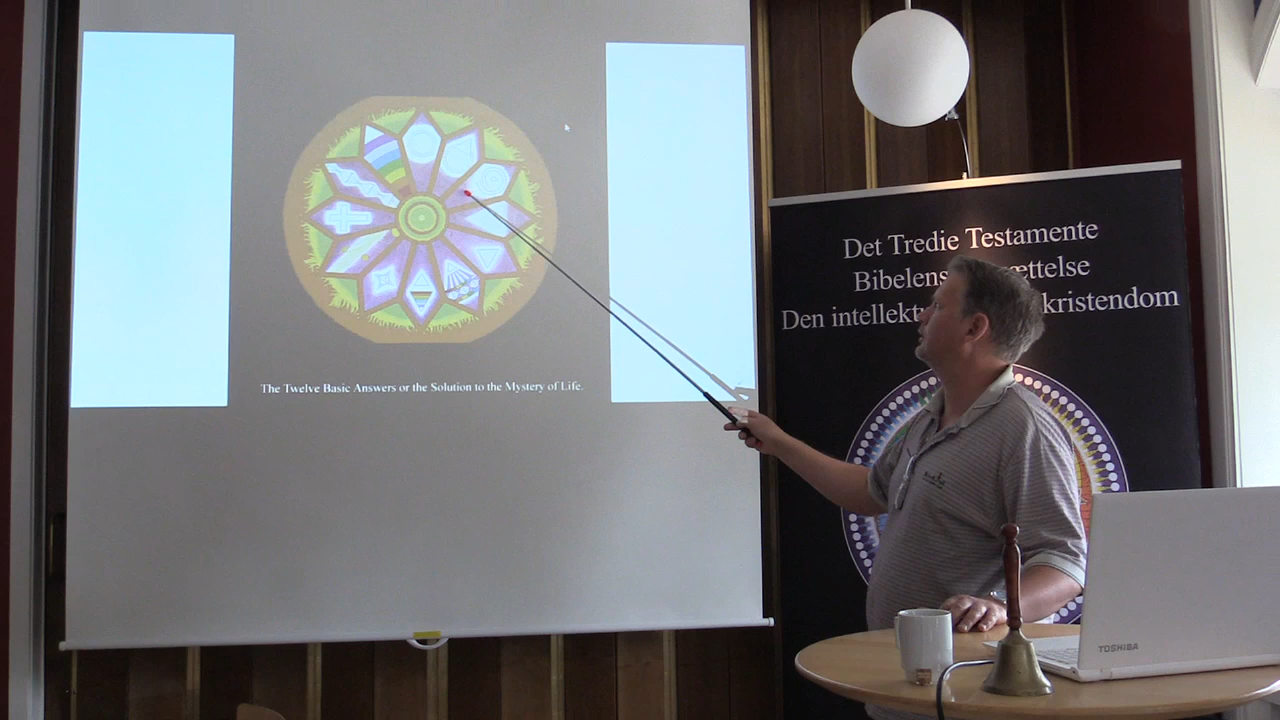 The Twelve Basic Answers or the Solution to the Mystery of Life.
Det Tredie Testamente
Bibelens
Den intellekt kristendom
TOSHIBA